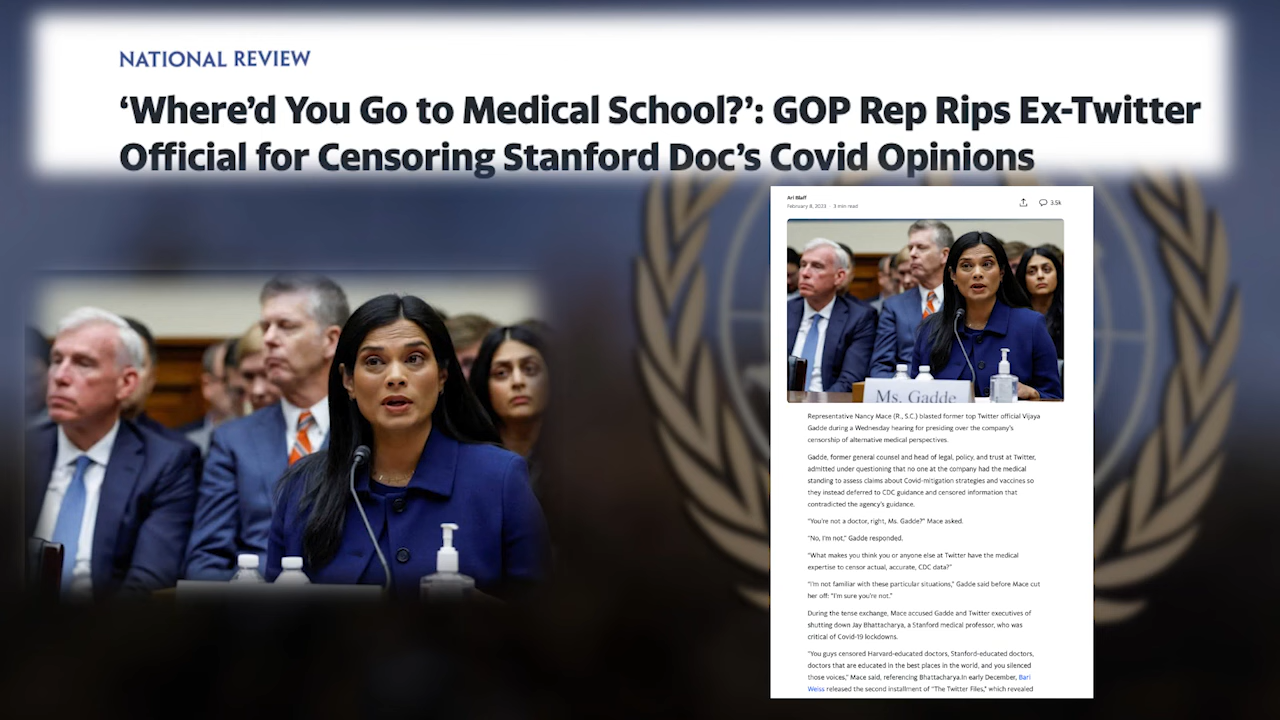 NATIONAL REVIEW
‘Where’d You Go to Medical School?’: GOP Rep Rips Ex-Twitter
Official for Censoring Stanford Doc’s Covid Opinions
Ari Blaff
February 8, 2023 · 3 min read
3.5k
Ms. Gadde
Representative Nancy Mace (R., S.C.) blasted former top Twitter official Vijaya
Gadde during a Wednesday hearing for presiding over the company's
censorship of alternative medical perspectives.
Gadde, former general counsel and head of legal, policy, and trust at Twitter,
admitted under questioning that no one at the company had the medical
standing to assess claims about Covid-mitigation strategies and vaccines so
they instead deferred to CDC guidance and censored information that
contradicted the agency's guidance.
"You're not a doctor, right, Ms. Gadde?" Mace asked.
"No, I'm not," Gadde responded.
"What makes you think you or anyone else at Twitter have the medical
expertise to censor actual, accurate, CDC data?"
"I'm not familiar with these particular situations," Gadde said before Mace cut
her off: "I'm sure you're not."
During the tense exchange, Mace accused Gadde and Twitter executives of
shutting down Jay Bhattacharya, a Stanford medical professor, who was
critical of Covid-19 lockdowns.
"You guys censored Harvard-educated doctors, Stanford-educated doctors,
doctors that are educated in the best places in the world, and you silenced
those voices," Mace said, referencing Bhattacharya.In early December, Bari
Weiss released the second installment of "The Twitter Files," which revealed